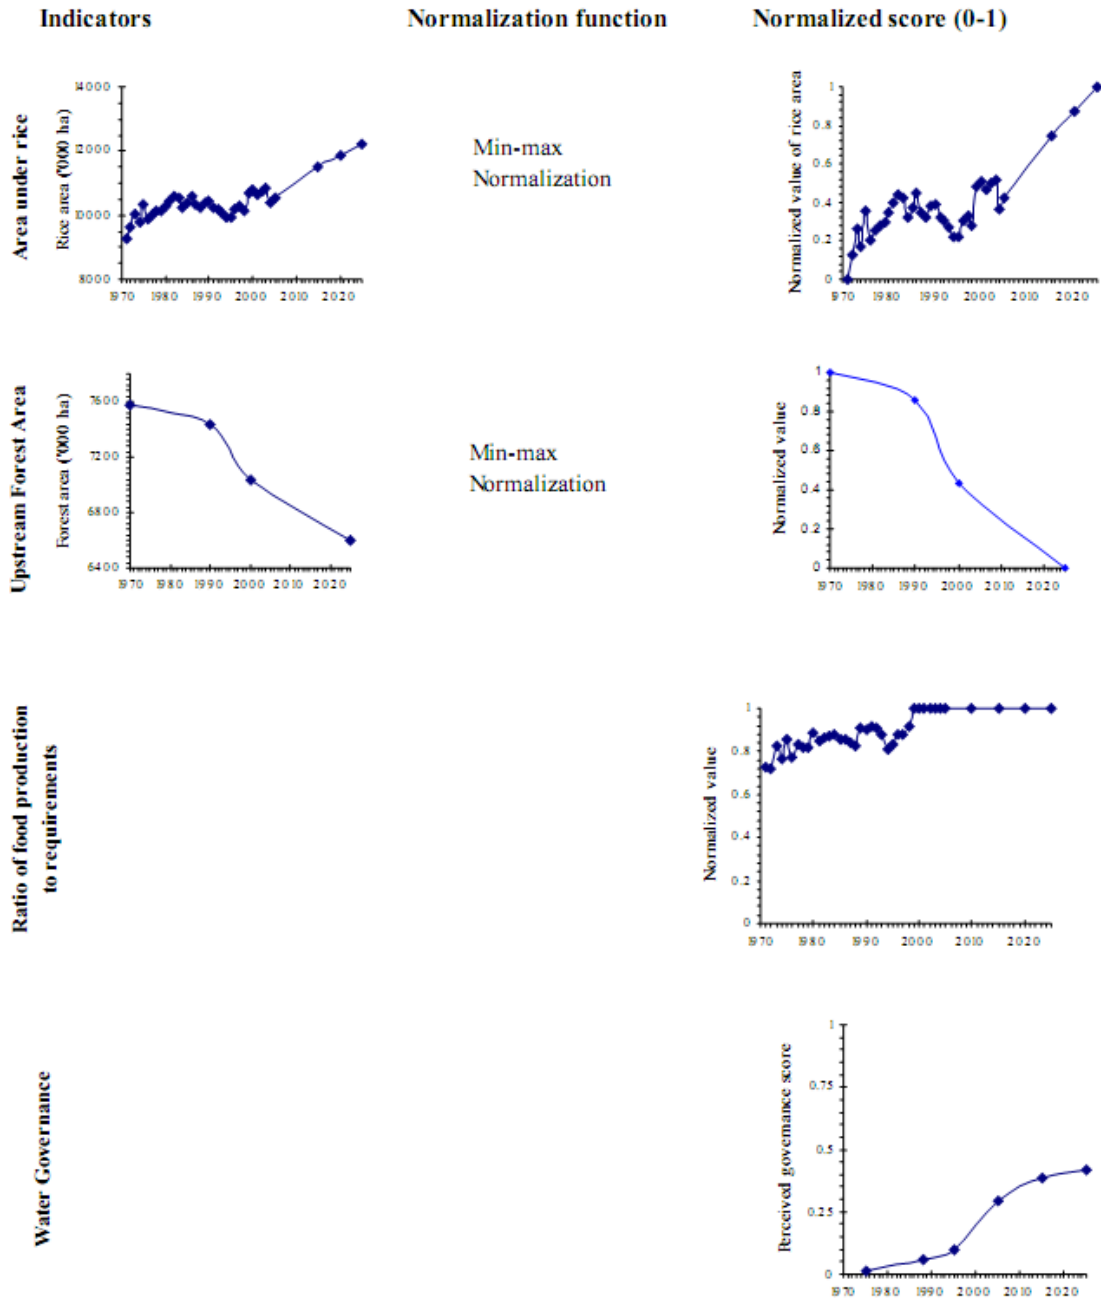 Indicators Normalization function Normalized score (0-1)
Area under rice
Rice area ('000 ha)
14000
12000
10000
8000
1970 1980 1990 2000 2010 2020
Min-max
Normalization
Normalized value of rice area
1
0.8
0.6
0.4
0.2
0
1970 1980 1990 2000 2010 2020
Upstream Forest Area
Forest area ('000 ha)
7600
7200
6800
6400
1970 1980 1990 2000 2010 2020
Min-max
Normalization
Normalized value
1
0.8
0.6
0.4
0.2
0
1970 1980 1990 2000 2010 2020
Ratio of food production
to requirements
Normalized value
1
0.8
0.6
0.4
0.2
0
1970 1980 1990 2000 2010 2020
Water Governance
Perceived governance score
1
0.75
0.5
0.25
0
1970 1980 1990 2000 2010 2020